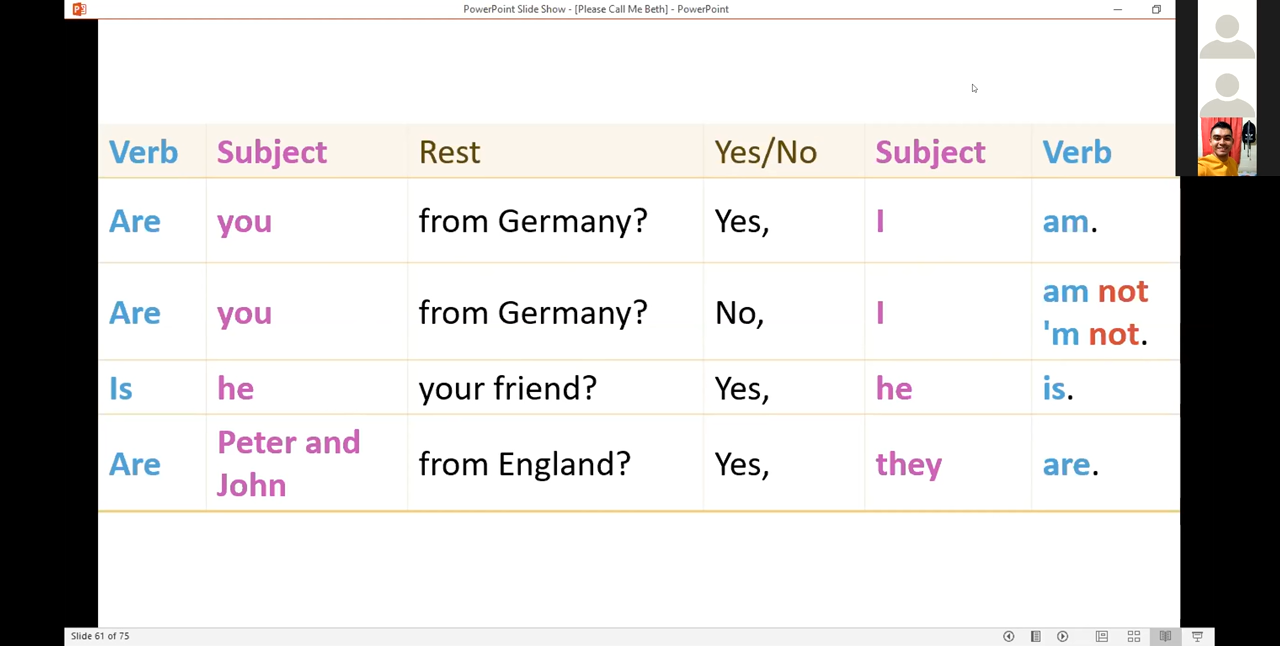 PowerPoint Slide Show - [Please Call Me Beth] - PowerPoint
Verb Subject Rest Yes/No Subject Verb
Are you from Germany? Yes, I am.
Are you from Germany? No, I am not
'm not.
Is he your friend? Yes, he is.
Are Peter and John from England? Yes, they are.
Slide 61 of 75